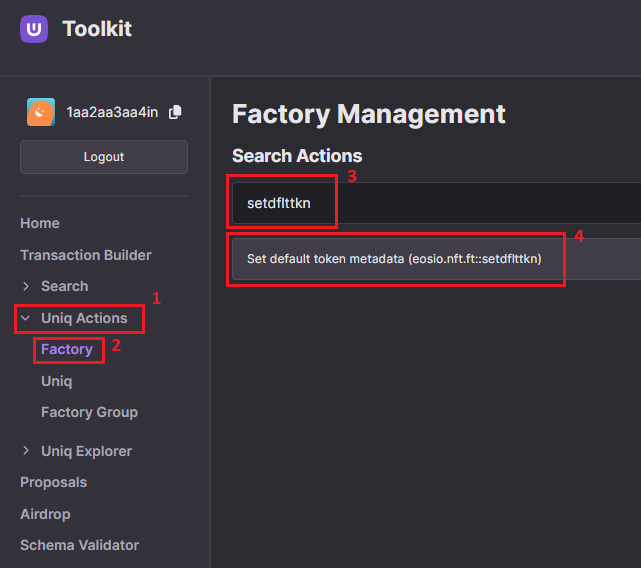 Toolkit
1aa2aa3aa4in
Logout
Home
Transaction Builder
Search
Uniq Actions
1
Factory
2
Uniq
Factory Group
Uniq Explorer
Proposals
Airdrop
Schema Validator
Factory Management
Search Actions
3
setdflttkn
4
Set default token metadata (eosio.nft.ft::setdflttkn)